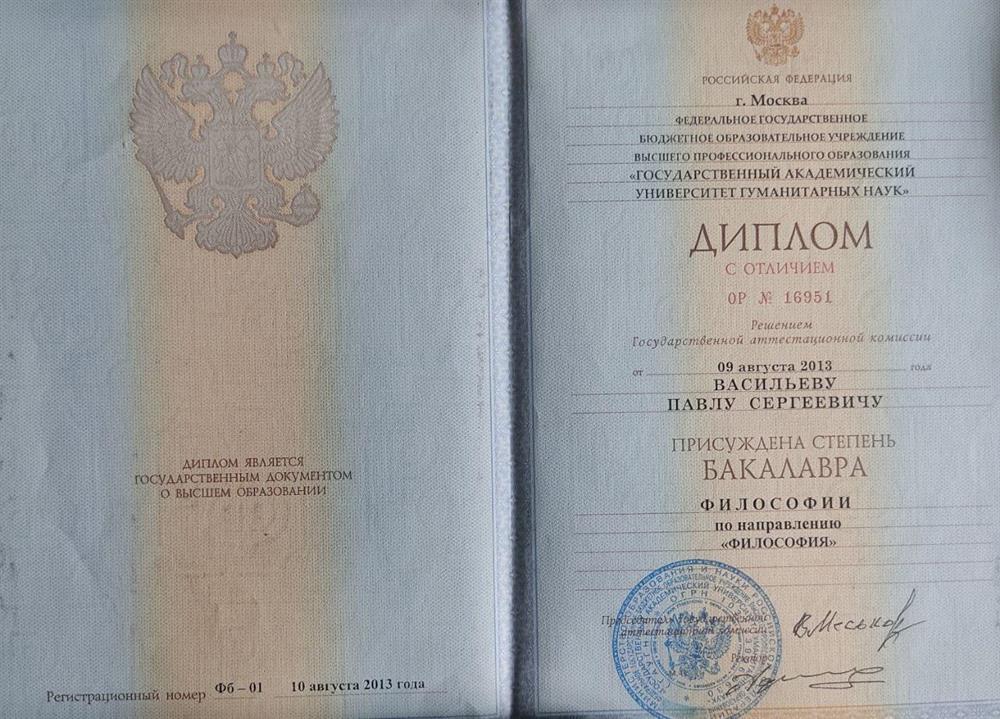 ДИПЛОМ ЯВЛЯЕТСЯ
ГОСУДАРСТВЕННЫМ ДОКУМЕНТОМ
О ВЫСШЕМ ОБРАЗОВАНИИ
Регистрационный номер Фб – 01 10 августа 2013 года
РОССИЙСКАЯ ФЕДЕРАЦИЯ
г. Москва
ФЕДЕРАЛЬНОЕ ГОСУДАРСТВЕННОЕ
БЮДЖЕТНОЕ ОБРАЗОВАТЕЛЬНОЕ УЧРЕЖДЕНИЕ
ВЫСШЕГО ПРОФЕССИОНАЛЬНОГО ОБРАЗОВАНИЯ
«ГОСУДАРСТВЕННЫЙ АКАДЕМИЧЕСКИЙ
УНИВЕРСИТЕТ ГУМАНИТАРНЫХ НАУК»
ДИПЛОМ
С ОТЛИЧИЕМ
ОР № 16951
Решением
Государственной аттестационной комиссии
от 09 августа 2013 года
ВАСИЛЬЕВУ
ПАВЛУ СЕРГЕЕВИЧУ
ПРИСУЖДЕНА СТЕПЕНЬ
БАКАЛАВРА
ФИЛОСОФИИ
по направлению
«ФИЛОСОФИЯ»
Председатель Государственной
аттестационной комиссии
Ректор